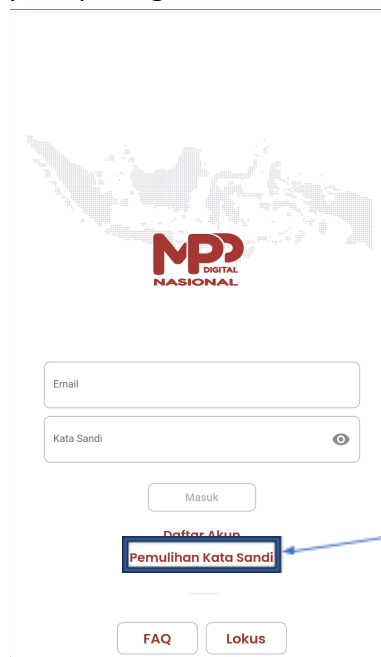 MPP
DIGITAL
NASIONAL
Email
Kata Sandi
Masuk
Daftar Akun
Pemulihan Kata Sandi
FAQ
Lokus